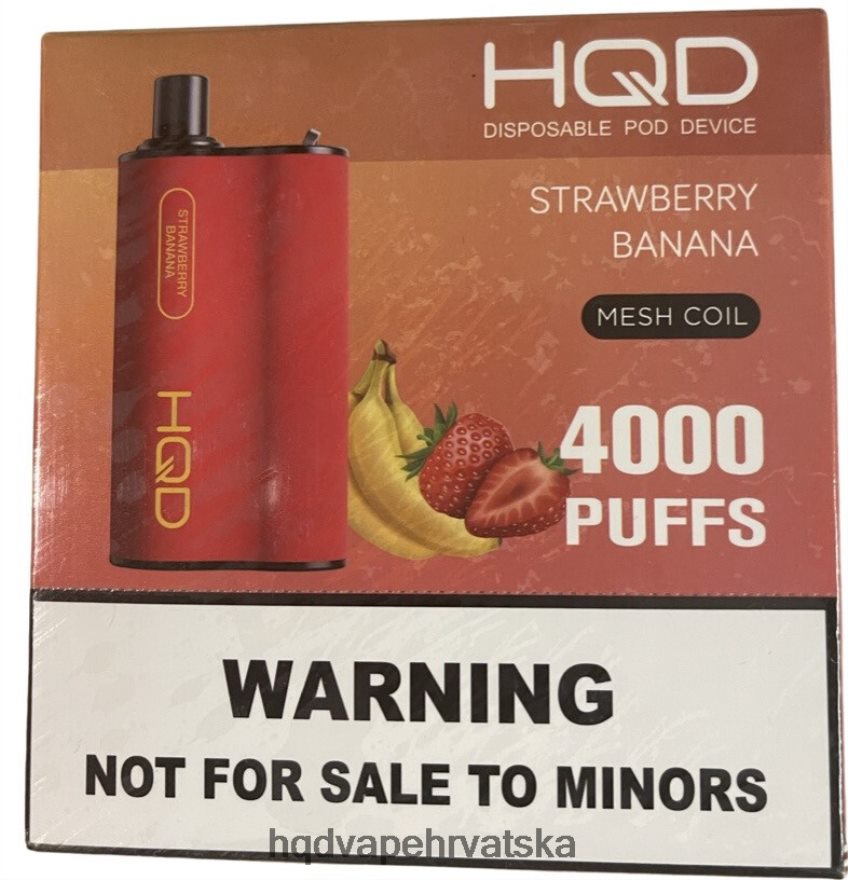 HQD
DISPOSABLE POD DEVICE
STRAWBERRY
BANANA
MESH COIL
STRAWBERRY
BANANA
HQD
4000
PUFFS
WARNING
NOT FOR SALE TO MINORS
hqdvapehrvatska